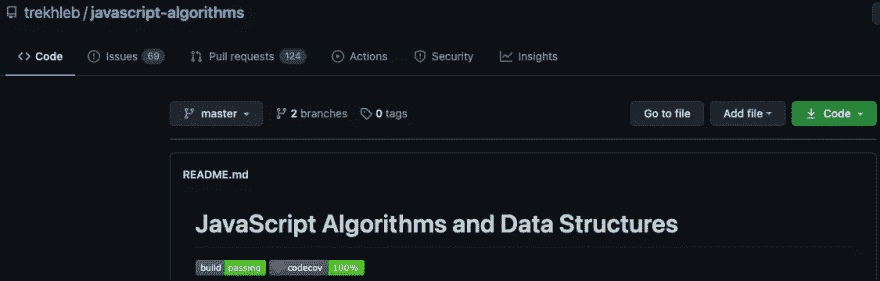 trekhleb / javascript-algorithms
Code Issues 69 Pull requests 124 Actions Security Insights
master 2 branches 0 tags Go to file Add file Code
README.md
JavaScript Algorithms and Data Structures
build passing codecov 100%